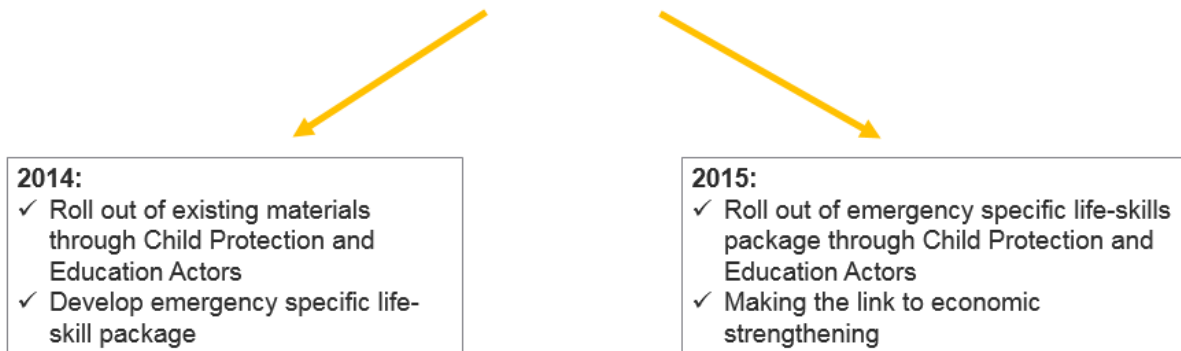 2014:
✓ Roll out of existing materials
through Child Protection and
Education Actors
✓ Develop emergency specific life-
skill package
2015:
✓ Roll out of emergency specific life-skills
package through Child Protection and
Education Actors
✓ Making the link to economic
strengthening